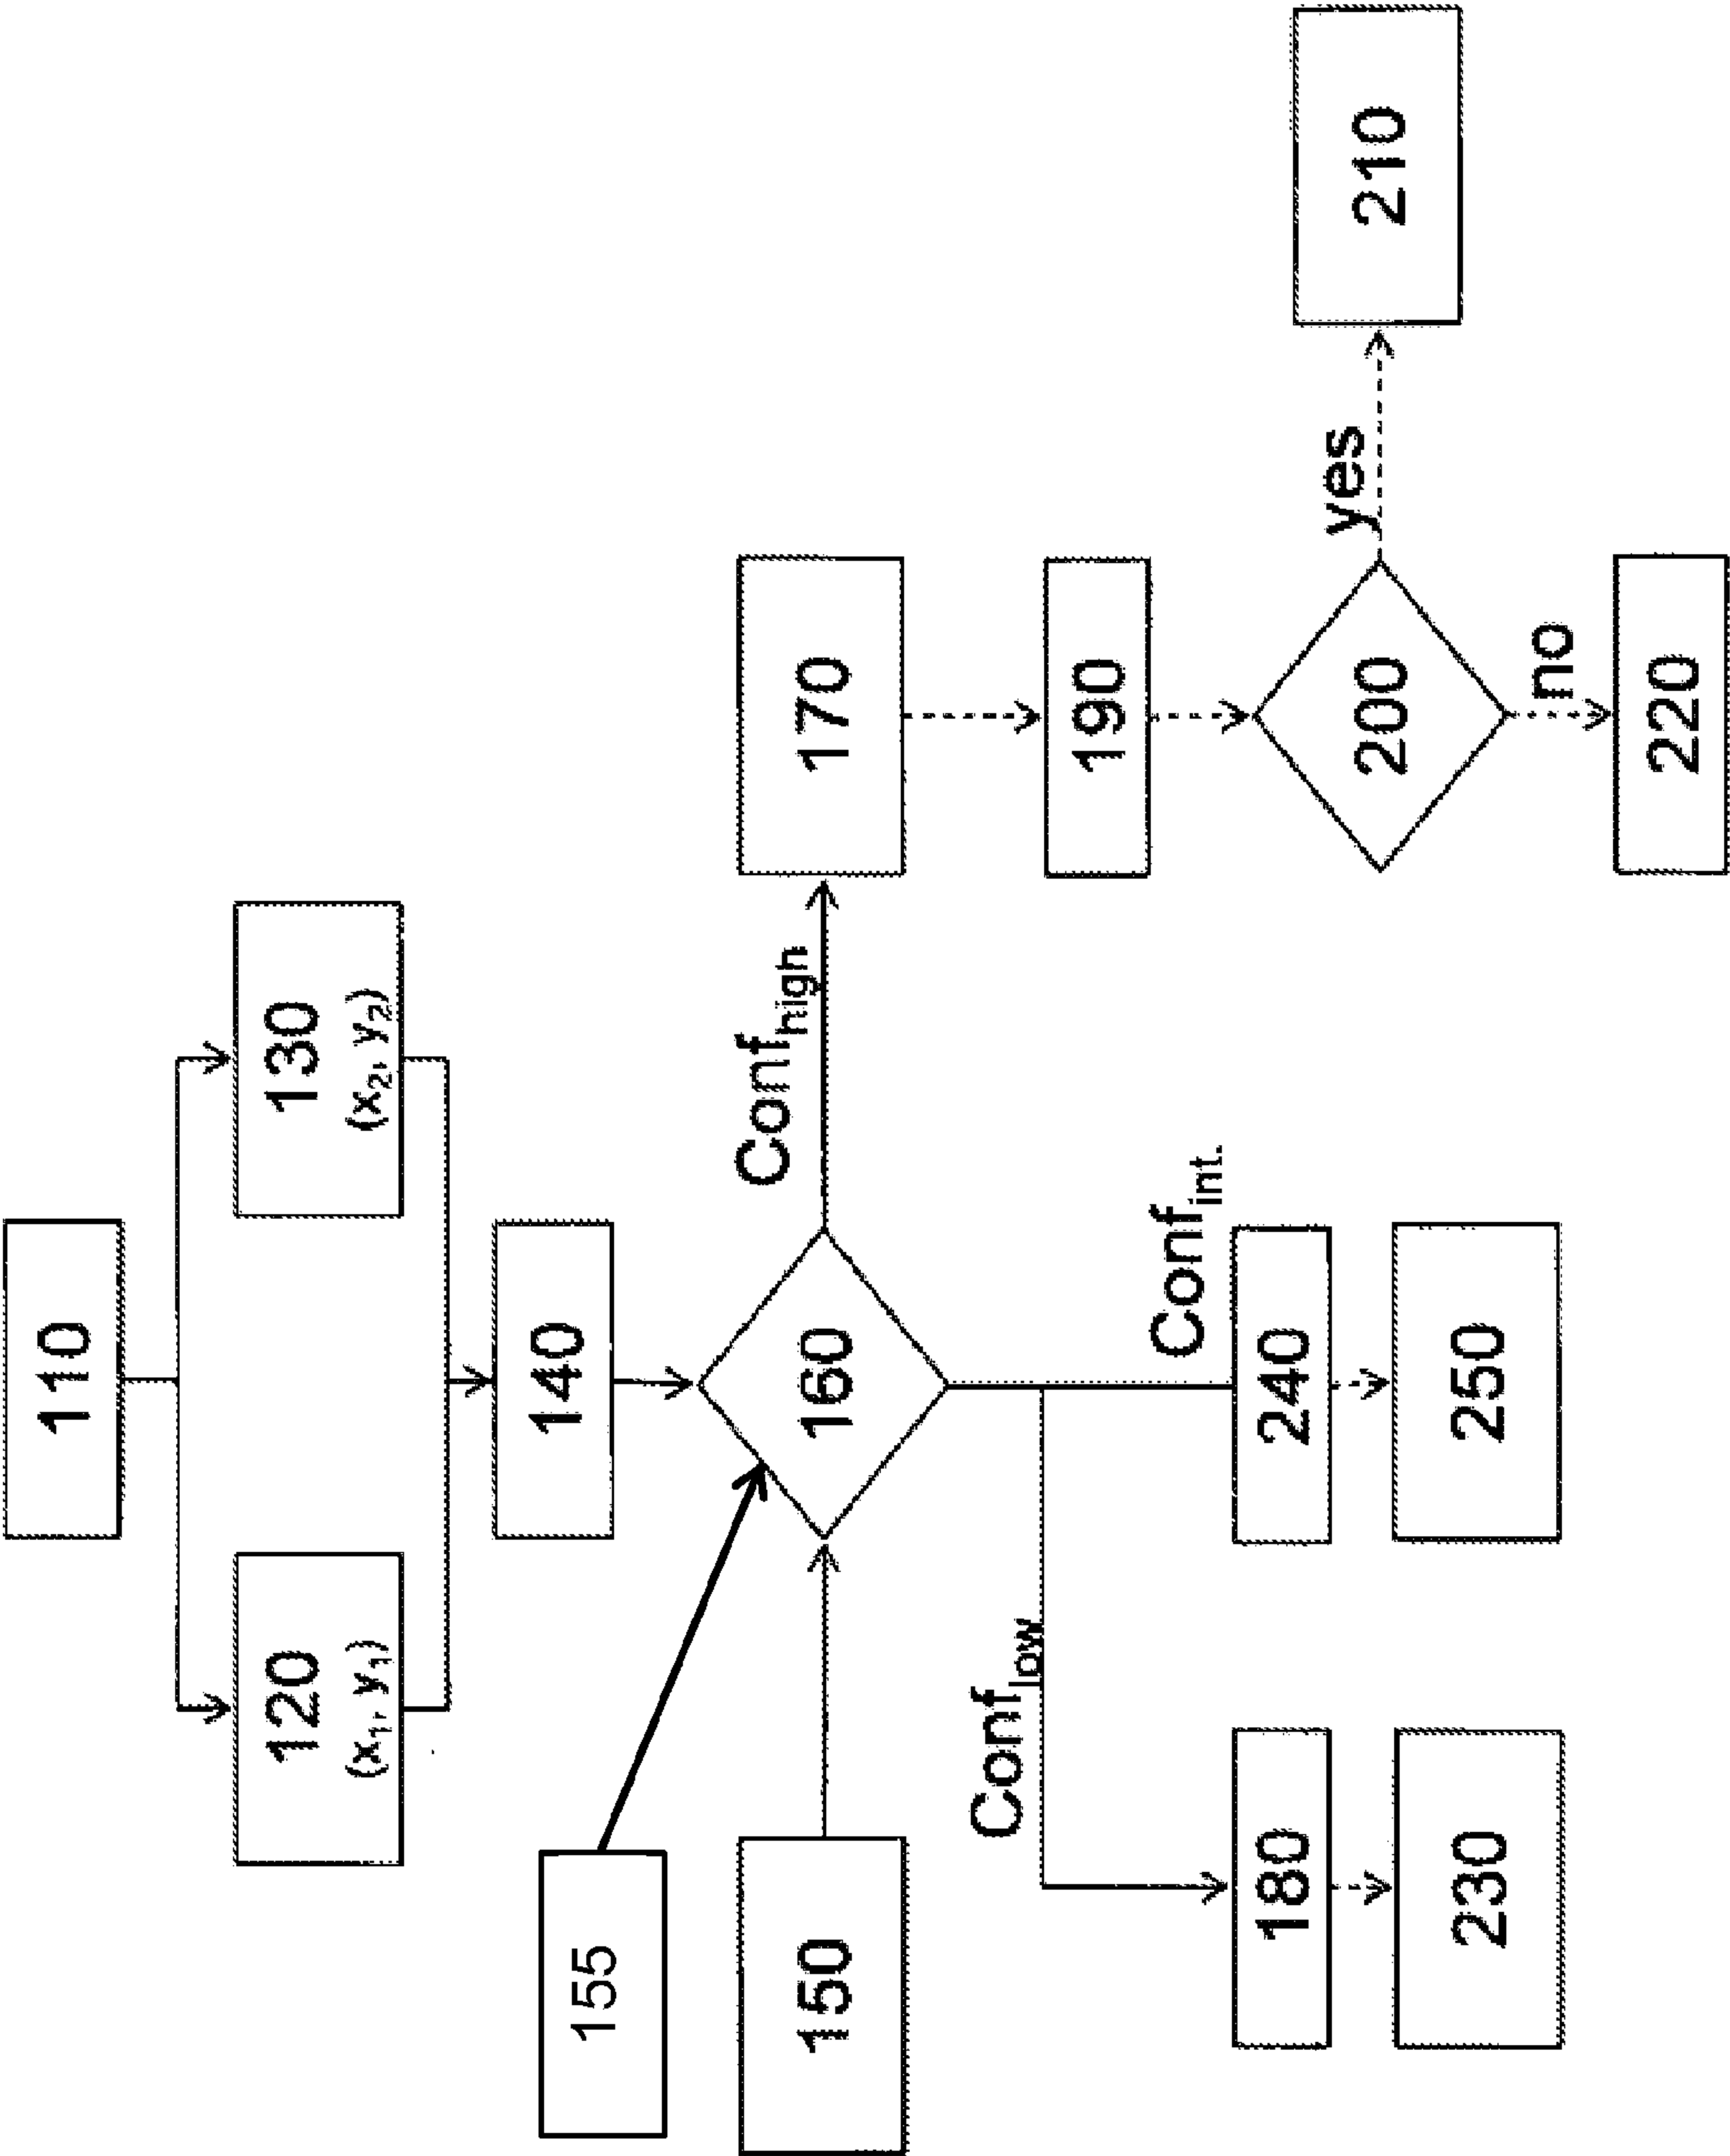 110
120
(x₁, y₁)
130
(x₂, y₂)
140
155
150
160
Conf_high
170
190
200
yes
210
no
220
Conf_low
180
230
Conf_int.
240
250